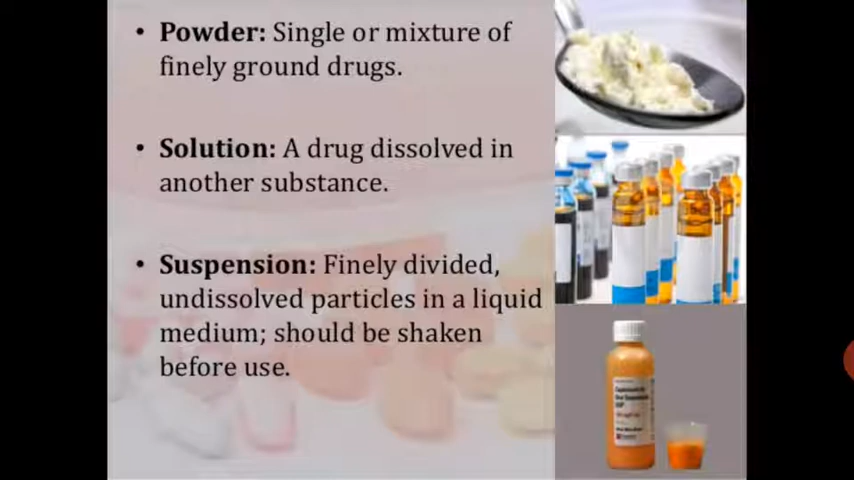 • Powder: Single or mixture of
finely ground drugs.
• Solution: A drug dissolved in
another substance.
• Suspension: Finely divided,
undissolved particles in a liquid
medium; should be shaken
before use.